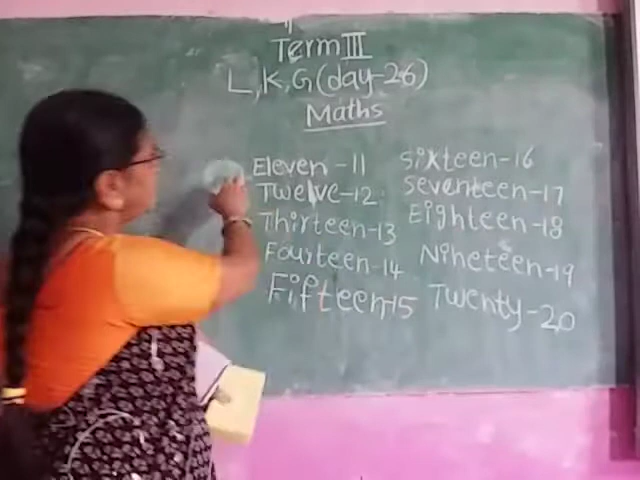 Term III
L,K,G(day-26)
Maths
Eleven-11
Twelve-12
Thirteen-13
Fourteen-14
Fifteen-15
Sixteen-16
Seventeen-17
Eighteen-18
Nineteen-19
Twenty-20